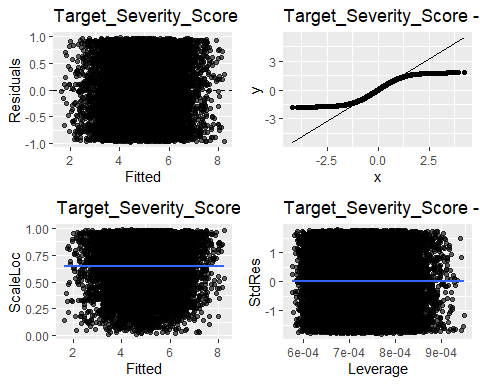 Target_Severity_Score
Residuals
1.0
0.5
0.0
-0.5
-1.0
2
4
6
8
Fitted
Target_Severity_Score -
y
3
0
-3
-2.5
0.0
2.5
x
Target_Severity_Score
ScaleLoc
1.00
0.75
0.50
0.25
0.00
2
4
6
8
Fitted
Target_Severity_Score -
StdRes
1
0
-1
6e-04
7e-04
8e-04
9e-04
Leverage